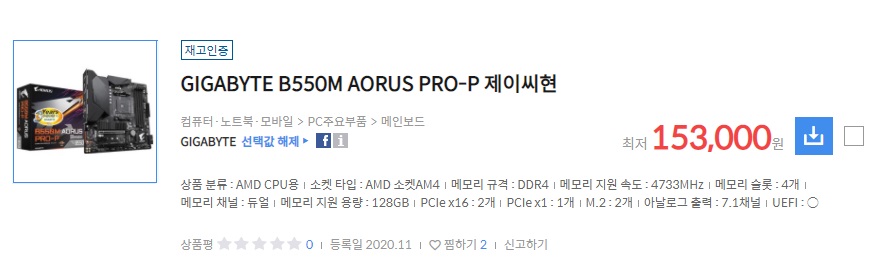 재고인증
GIGABYTE B550M AORUS PRO-P 제이씨현
컴퓨터·노트북·모바일 > PC주요부품 > 메인보드
GIGABYTE 선택값 해제 ▸ f i
최저 153,000원
상품 분류 : AMD CPU용 | 소켓 타입 : AMD 소켓AM4 | 메모리 규격 : DDR4 | 메모리 지원 속도 : 4733MHz | 메모리 슬롯 : 4개 |
메모리 채널 : 듀얼 | 메모리 지원 용량 : 128GB | PCIe x16 : 2개 | PCIe x1 : 1개 | M.2 : 2개 | 아날로그 출력 : 7.1채널 | UEFI : ○
상품평 ★★★★★ 0 | 등록일 2020.11 | ♡ 찜하기 2 | 신고하기
AORUS
B550M AORUS
PRO-P